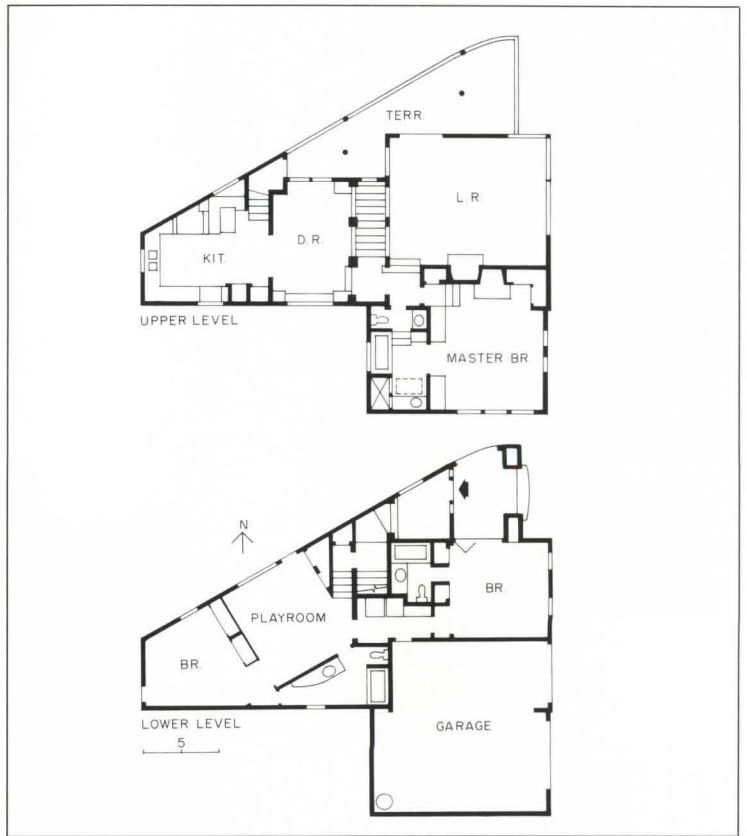 TERR.
L.R.
D.R.
KIT.
UPPER LEVEL
MASTER BR
N
BR.
PLAYROOM
BR.
LOWER LEVEL
5
GARAGE